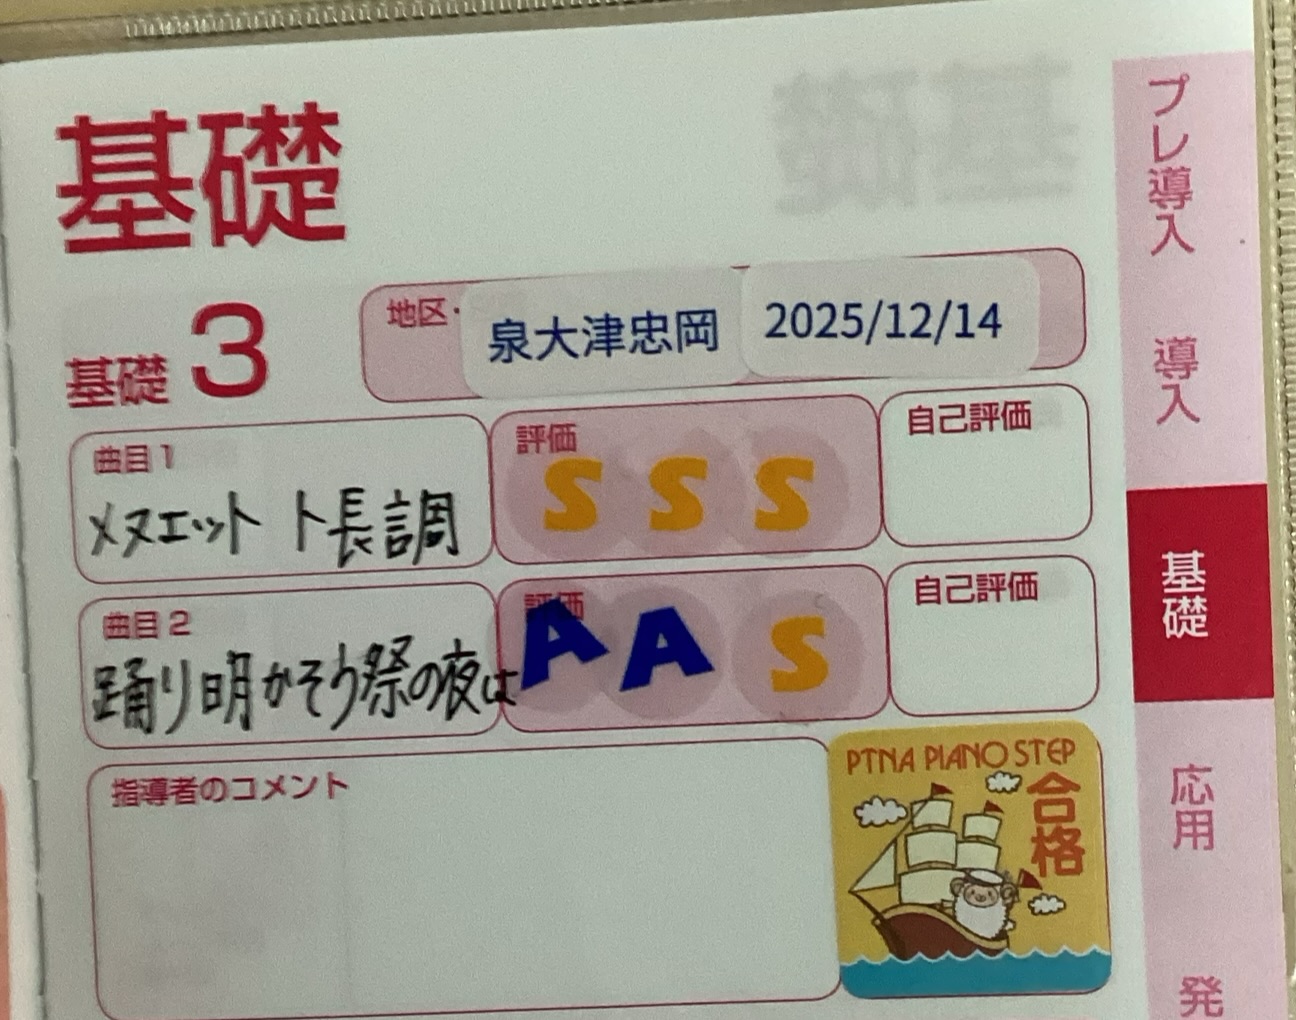 基礎
基礎 3
地区・
泉大津忠岡
2025/12/14
曲目1
メヌエット ト長調
評価
S S S
自己評価
曲目2
踊り明かそう祭の夜は
評価
A A S
自己評価
指導者のコメント
PTNA PIANO STEP
合格
プレ導入
導入
基礎
応用
発